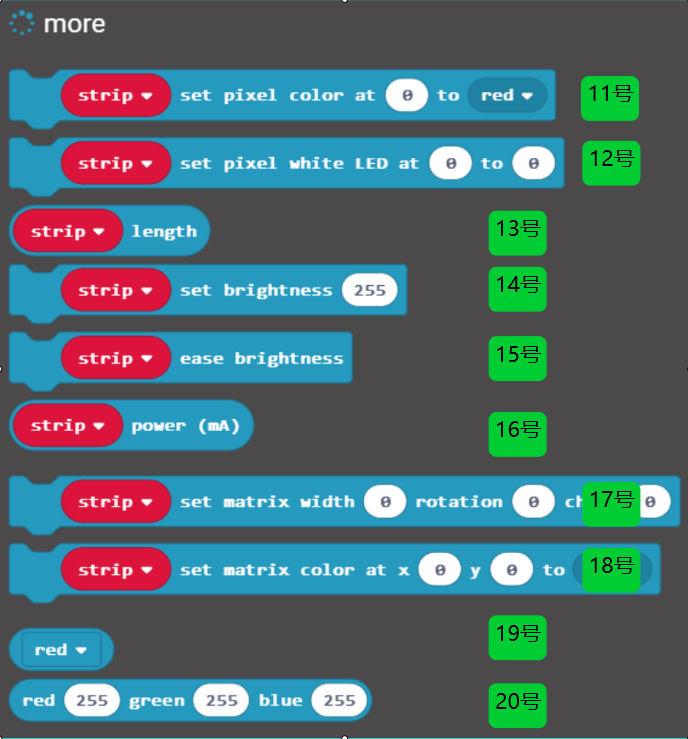 more
strip set pixel color at 0 to red 11号
strip set pixel white LED at 0 to 0 12号
strip length 13号
strip set brightness 255 14号
strip ease brightness 15号
strip power (mA) 16号
strip set matrix width 0 rotation 0 17号 0
strip set matrix color at x 0 y 0 to 18号
red 19号
red 255 green 255 blue 255 20号